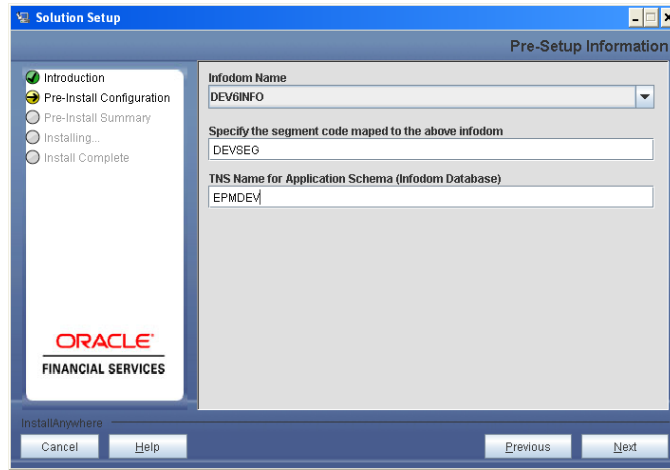 Solution Setup
Pre-Setup Information
Introduction
Pre-Install Configuration
Pre-Install Summary
Installing...
Install Complete
ORACLE
FINANCIAL SERVICES
Infodom Name
DEV6INFO
Specify the segment code maped to the above infodom
DEVSEG
TNS Name for Application Schema (Infodom Database)
EPMDEV
InstallAnywhere
Cancel
Help
Previous
Next